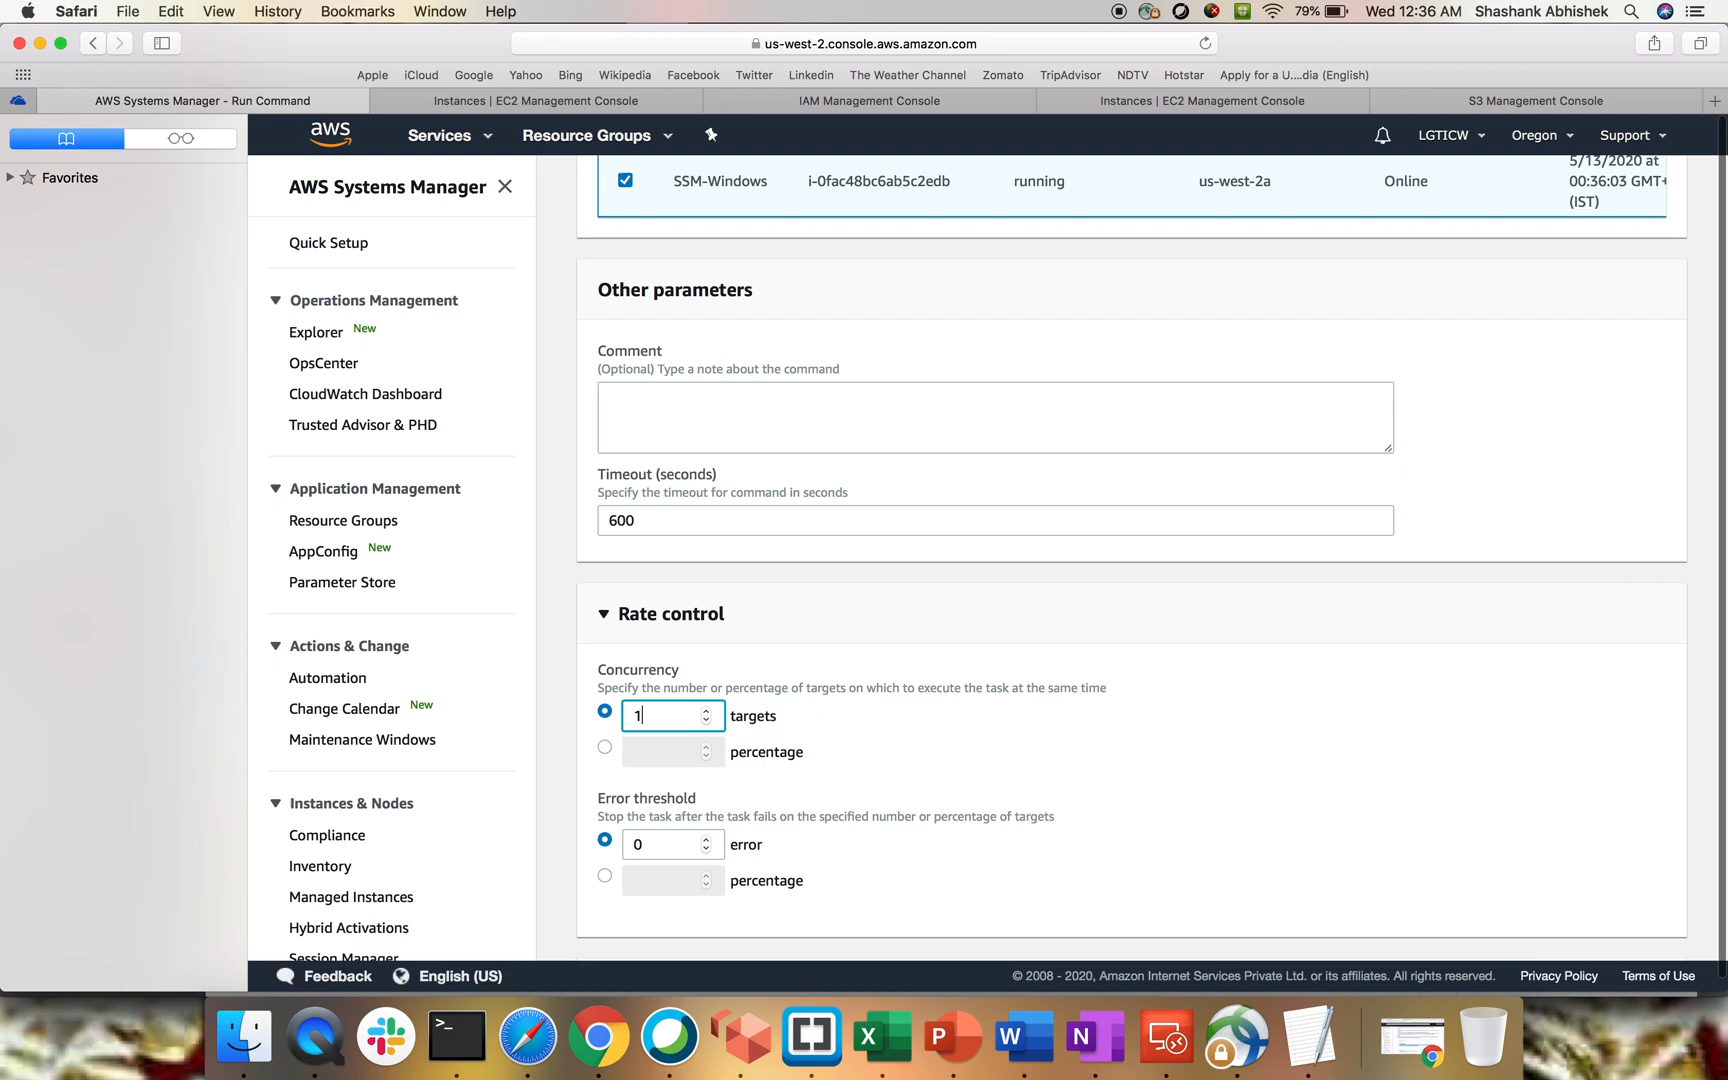 Safari File Edit View History Bookmarks Window Help 79% Wed 12:36 AM Shashank Abhishek
us-west-2.console.aws.amazon.com
Apple iCloud Google Yahoo Bing Wikipedia Facebook Twitter Linkedin The Weather Channel Zomato TripAdvisor NDTV Hotstar Apply for a U....dia (English)
AWS Systems Manager - Run Command Instances | EC2 Management Console IAM Management Console Instances | EC2 Management Console S3 Management Console
aws Services Resource Groups LGTICW Oregon Support
Favorites
AWS Systems Manager
Quick Setup
Operations Management
Explorer New
OpsCenter
CloudWatch Dashboard
Trusted Advisor & PHD
Application Management
Resource Groups
AppConfig New
Parameter Store
Actions & Change
Automation
Change Calendar New
Maintenance Windows
Instances & Nodes
Compliance
Inventory
Managed Instances
Hybrid Activations
Session Manager
5/13/2020 at
SSM-Windows i-0fac48bc6ab5c2edb running us-west-2a Online 00:36:03 GMT+
(IST)
Other parameters
Comment
(Optional) Type a note about the command
Timeout (seconds)
Specify the timeout for command in seconds
600
Rate control
Concurrency
Specify the number or percentage of targets on which to execute the task at the same time
1 targets
percentage
Error threshold
Stop the task after the task fails on the specified number or percentage of targets
0 error
percentage
Feedback English (US) © 2008 - 2020, Amazon Internet Services Private Ltd. or its affiliates. All rights reserved. Privacy Policy Terms of Use
X P W N